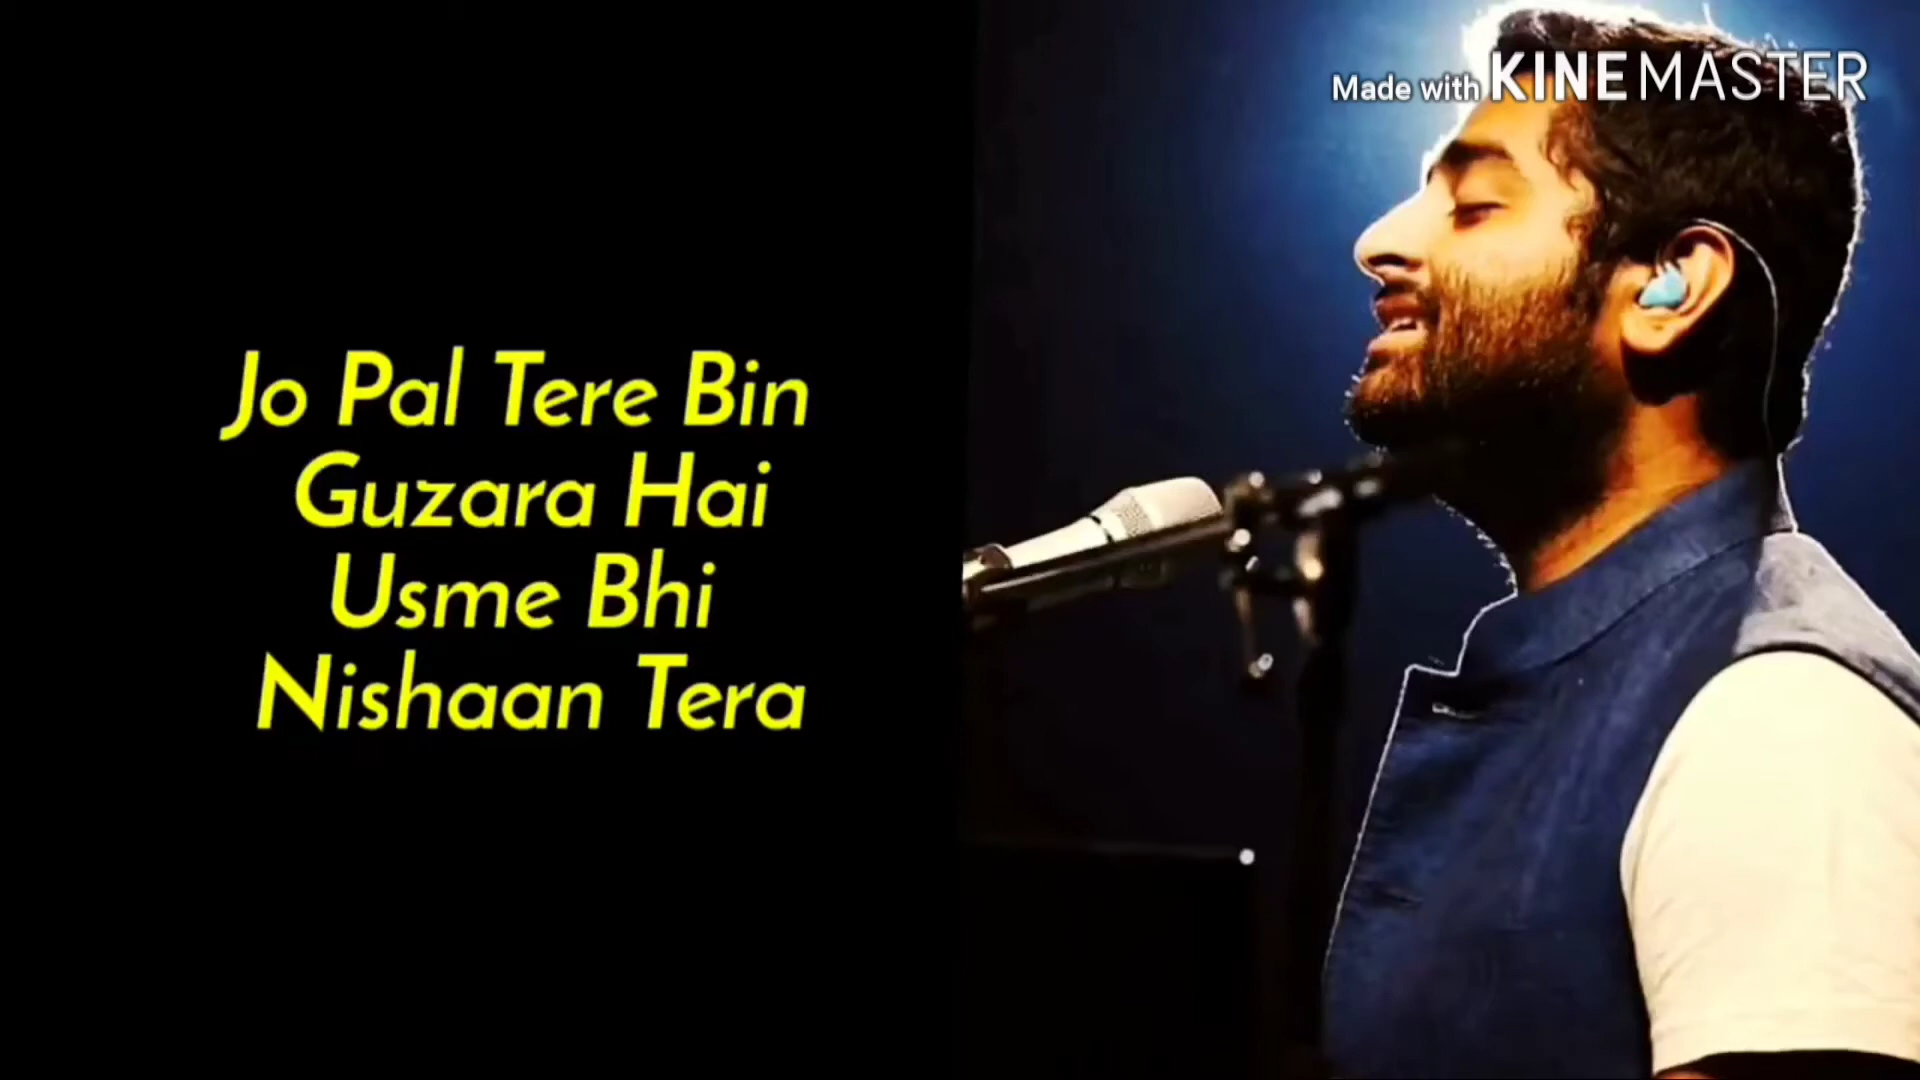 Made with KINEMASTER
Jo Pal Tere Bin
Guzara Hai
Usme Bhi
Nishaan Tera